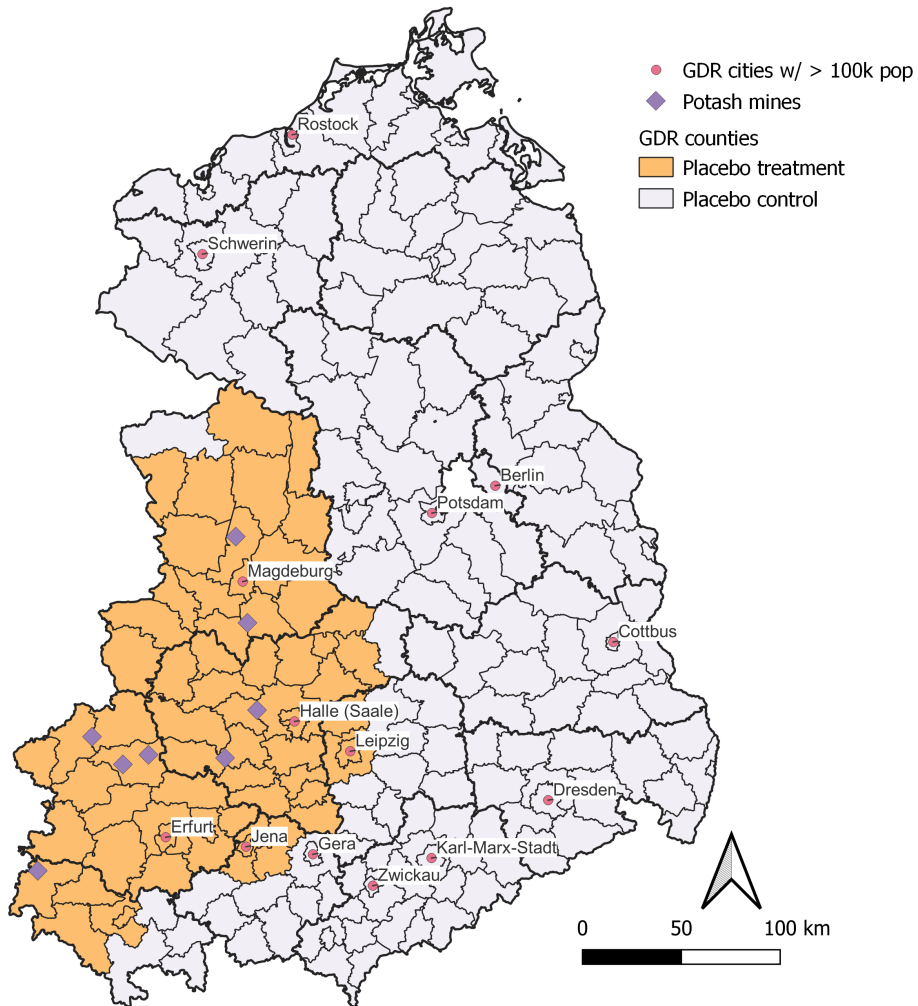 GDR cities w/ > 100k pop
Potash mines
GDR counties
Placebo treatment
Placebo control
Rostock
Schwerin
Berlin
Potsdam
Magdeburg
Cottbus
Halle (Saale)
Leipzig
Dresden
Erfurt
Jena
Gera
Karl-Marx-Stadt
Zwickau
0 50 100 km